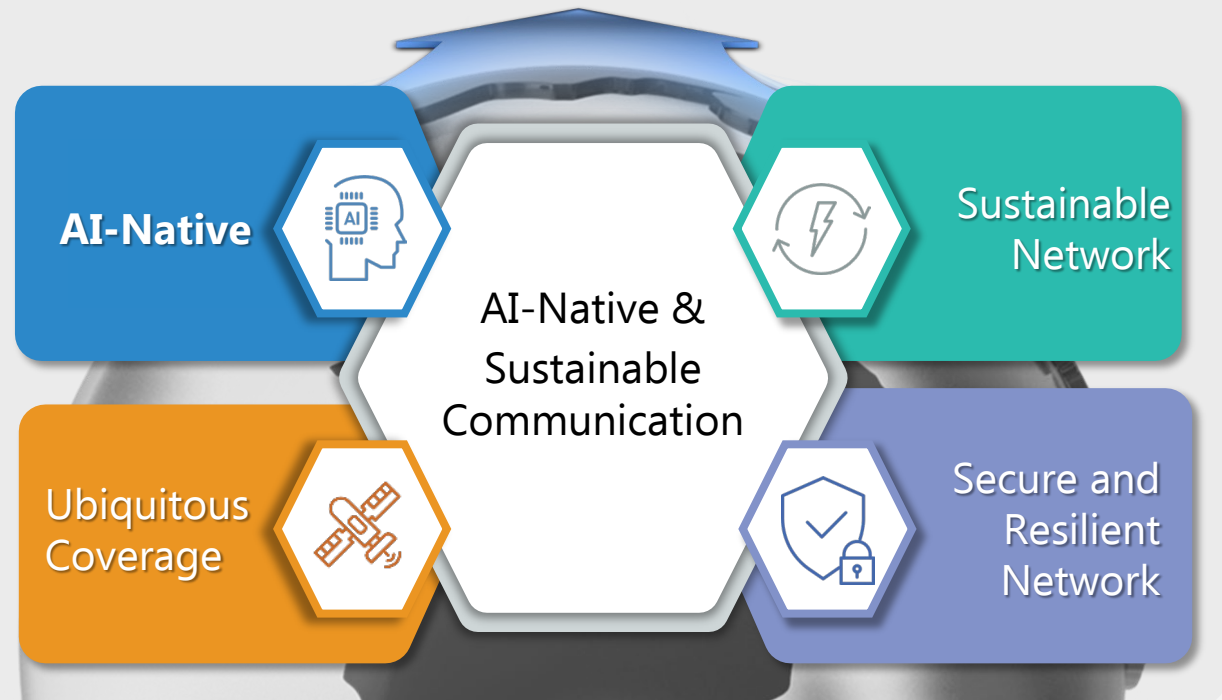 AI-Native
AI
Sustainable
Network
AI-Native &
Sustainable
Communication
Ubiquitous
Coverage
Secure and
Resilient
Network